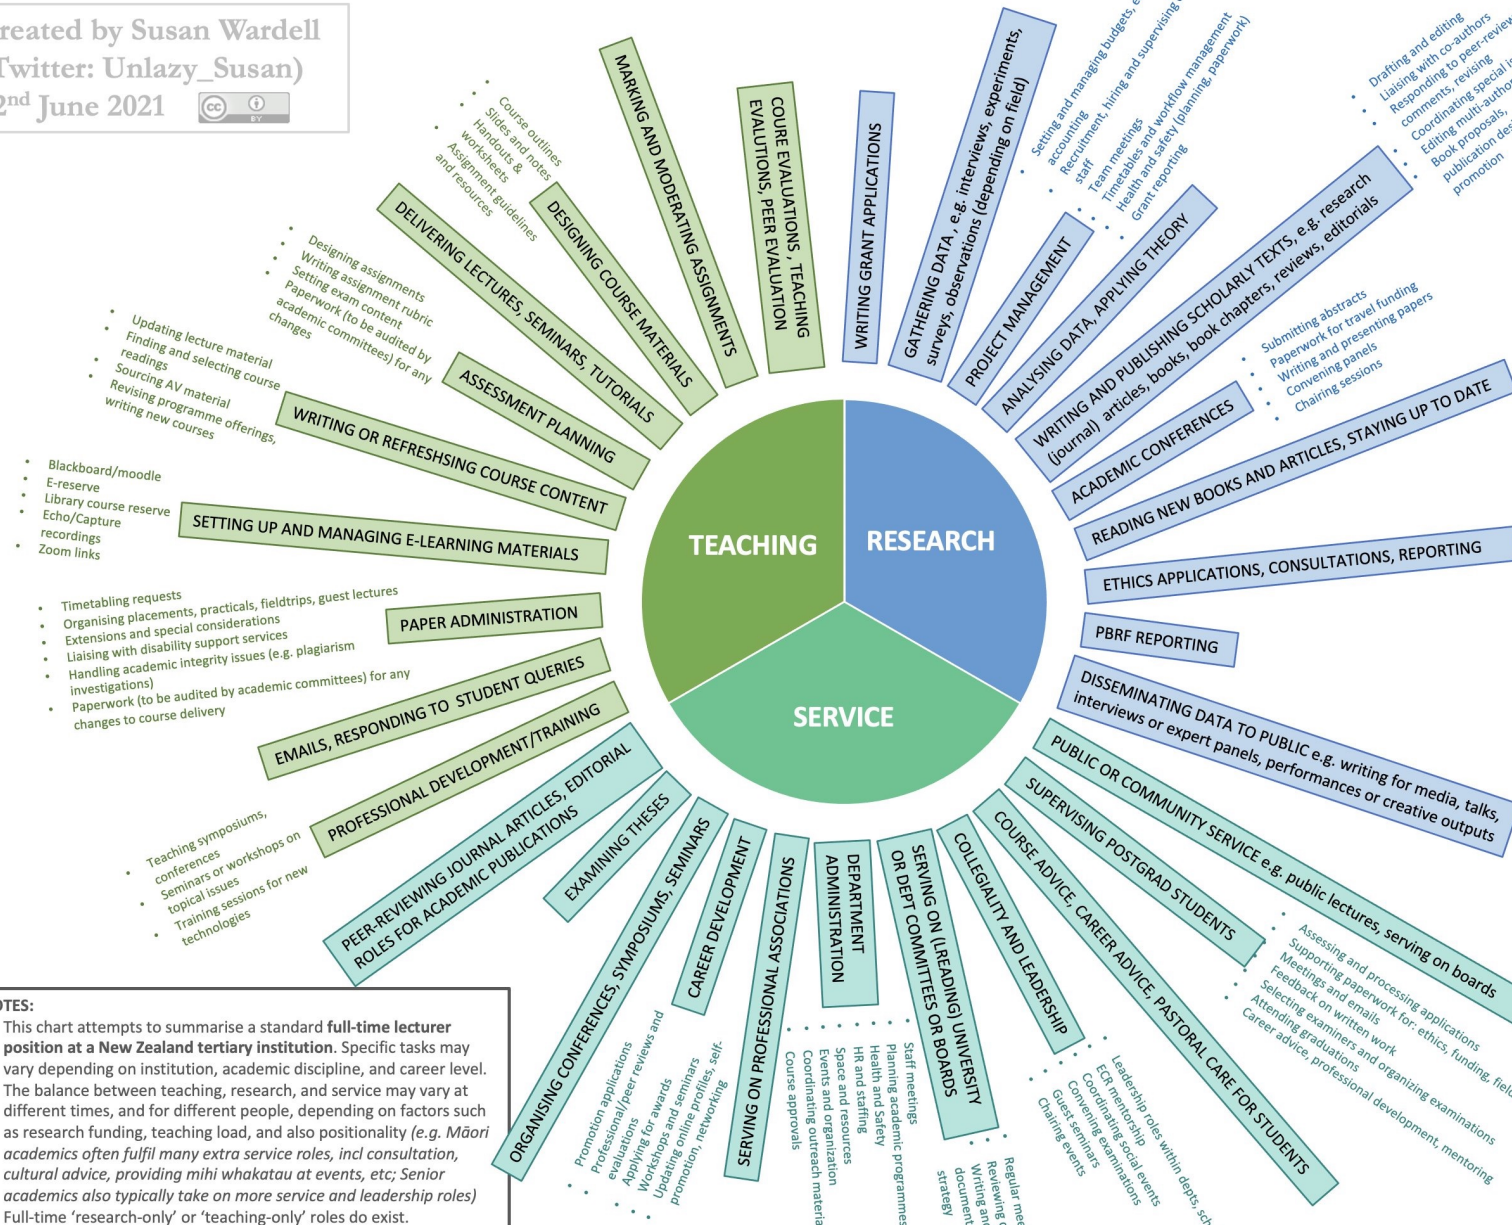 reated by Susan Wardell
Twitter: Unlazy_Susan)
2nd June 2021
cc BY
TEACHING
RESEARCH
SERVICE
COURE EVALUATIONS , TEACHING
EVALUTIONS, PEER EVALUATION
MARKING AND MODERATING ASSIGNMENTS
DESIGNING COURSE MATERIALS
• Course outlines
• Slides and notes
• Handouts &
worksheets
• Assignment guidelines
and resources
DELIVERING LECTURES, SEMINARS, TUTORIALS
ASSESSMENT PLANNING
• Designing assignments
• Writing assignment rubric
• Setting exam content
• Paperwork (to be audited by
academic committees) for any
changes
WRITING OR REFRESHSING COURSE CONTENT
• Updating lecture material
• Finding and selecting course
readings
• Sourcing AV material
• Revising programme offerings,
writing new courses
SETTING UP AND MANAGING E-LEARNING MATERIALS
• Blackboard/moodle
• E-reserve
• Library course reserve
• Echo/Capture
recordings
• Zoom links
PAPER ADMINISTRATION
• Timetabling requests
• Organising placements, practicals, fieldtrips, guest lectures
• Extensions and special considerations
• Liaising with disability support services
• Handling academic integrity issues (e.g. plagiarism
investigations)
• Paperwork (to be audited by academic committees) for any
changes to course delivery
EMAILS, RESPONDING TO STUDENT QUERIES
PROFESSIONAL DEVELOPMENT/TRAINING
• Teaching symposiums,
conferences
• Seminars or workshops on
topical issues
• Training sessions for new
technologies
WRITING GRANT APPLICATIONS
GATHERING DATA , e.g. interviews, experiments,
surveys, observations (depending on field)
PROJECT MANAGEMENT
• Setting and managing budgets,
accounting
• Recruitment, hiring and supervising
staff
• Team meetings
• Timetables and workflow management
• Health and safety (planning, paperwork)
• Grant reporting
ANALYSING DATA, APPLYING THEORY
WRITING AND PUBLISHING SCHOLARLY TEXTS, e.g. research
(journal) articles, books, book chapters, reviews, editorials
• Drafting and editing
• Liaising with co-authors
• Responding to peer-review
comments, revising
• Coordinating special
• Editing multi-author
• Book proposals,
publication
promotion
ACADEMIC CONFERENCES
• Submitting abstracts
• Paperwork for travel funding
• Writing and presenting papers
• Convening panels
• Chairing sessions
READING NEW BOOKS AND ARTICLES, STAYING UP TO DATE
ETHICS APPLICATIONS, CONSULTATIONS, REPORTING
PBRF REPORTING
DISSEMINATING DATA TO PUBLIC e.g. writing for media, talks,
interviews or expert panels, performances or creative outputs
PUBLIC OR COMMUNITY SERVICE e.g. public lectures, serving on boards
SUPERVISING POSTGRAD STUDENTS
• Assessing and processing applications
• Supporting paperwork for: ethics, funding,
• Meetings and emails
• Feedback on written work
• Selecting examiners and organizing examinations
• Attending graduations
• Career advice, professional development, mentoring
COURSE ADVICE, CAREER ADVICE, PASTORAL CARE FOR STUDENTS
COLLEGIALITY AND LEADERSHIP
• Leadership roles within depts,
• ECR mentorship
• Coordinating social events
• Convening examinations
• Guest seminars
• Chairing events
SERVING ON (LREADING) UNIVERSITY
OR DEPT COMMITTEES OR BOARDS
• Regular
• Reviewing
• Writing
document
strategy
DEPARTMENT
ADMINISTRATION
• Staff meetings
• Planning academic programmes
• Health and Safety
• HR and staffing
• Space and resources
• Events and organization
• Coordinating outreach
• Course approvals
SERVING ON PROFESSIONAL ASSOCIATIONS
CAREER DEVELOPMENT
• Promotion applications
• Professional/peer reviews and
evaluations
• Applying for awards
• Workshops and seminars
• Updating online profiles, self-
promotion, networking
ORGANISING CONFERENCES, SYMPOSIUMS, SEMINARS
EXAMINING THESES
PEER-REVIEWING JOURNAL ARTICLES, EDITORIAL
ROLES FOR ACADEMIC PUBLICATIONS
OTES:
This chart attempts to summarise a standard full-time lecturer
position at a New Zealand tertiary institution. Specific tasks may
vary depending on institution, academic discipline, and career level.
The balance between teaching, research, and service may vary at
different times, and for different people, depending on factors such
as research funding, teaching load, and also positionality (e.g. Māori
academics often fulfil many extra service roles, incl consultation,
cultural advice, providing mihi whakatau at events, etc; Senior
academics also typically take on more service and leadership roles)
Full-time ‘research-only’ or ‘teaching-only’ roles do exist.